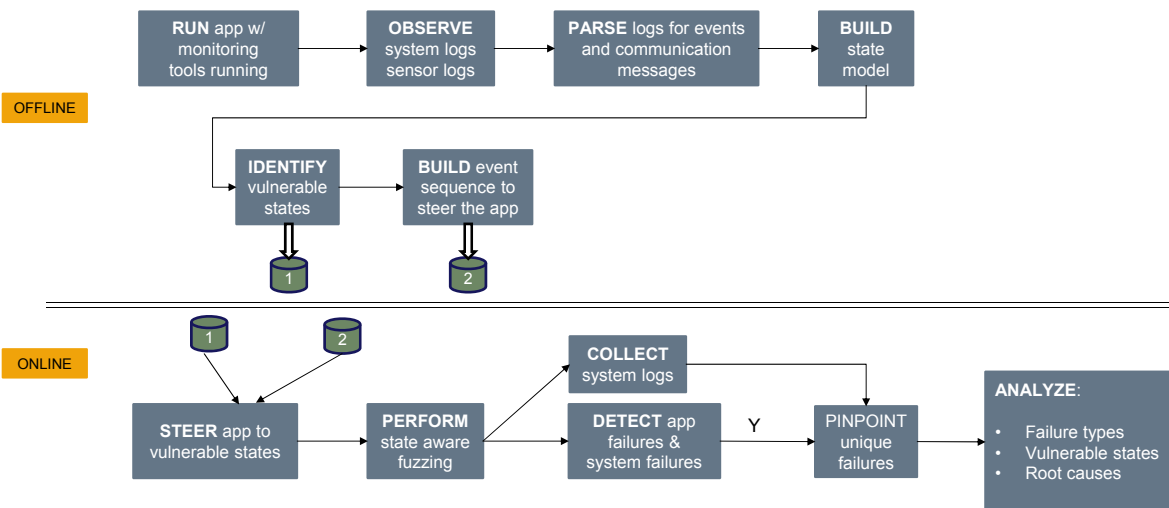 RUN app w/
monitoring
tools running
OBSERVE
system logs
sensor logs
PARSE logs for events
and communication
messages
BUILD
state
model
OFFLINE
IDENTIFY
vulnerable
states
BUILD event
sequence to
steer the app
1
2
1
2
ONLINE
STEER app to
vulnerable states
PERFORM
state aware
fuzzing
COLLECT
system logs
DETECT app
failures &
system failures
Y
PINPOINT
unique
failures
ANALYZE:
• Failure types
• Vulnerable states
• Root causes